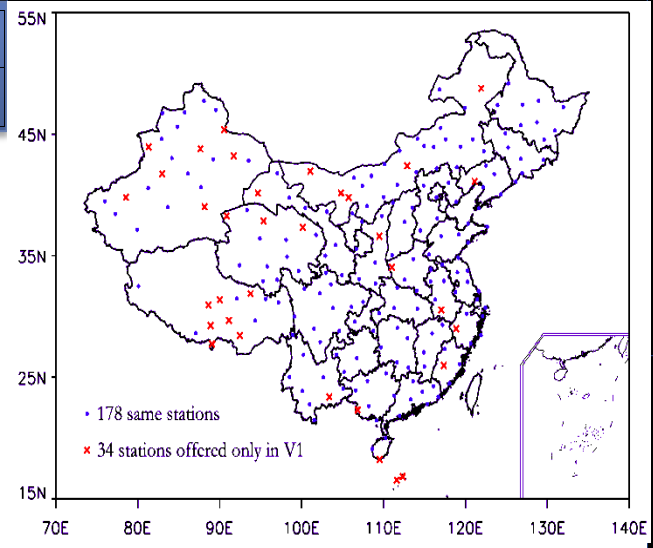 55N
45N
35N
25N
15N
178 same stations
34 stations offered only in V1
70E 80E 90E 100E 110E 120E 130E 140E